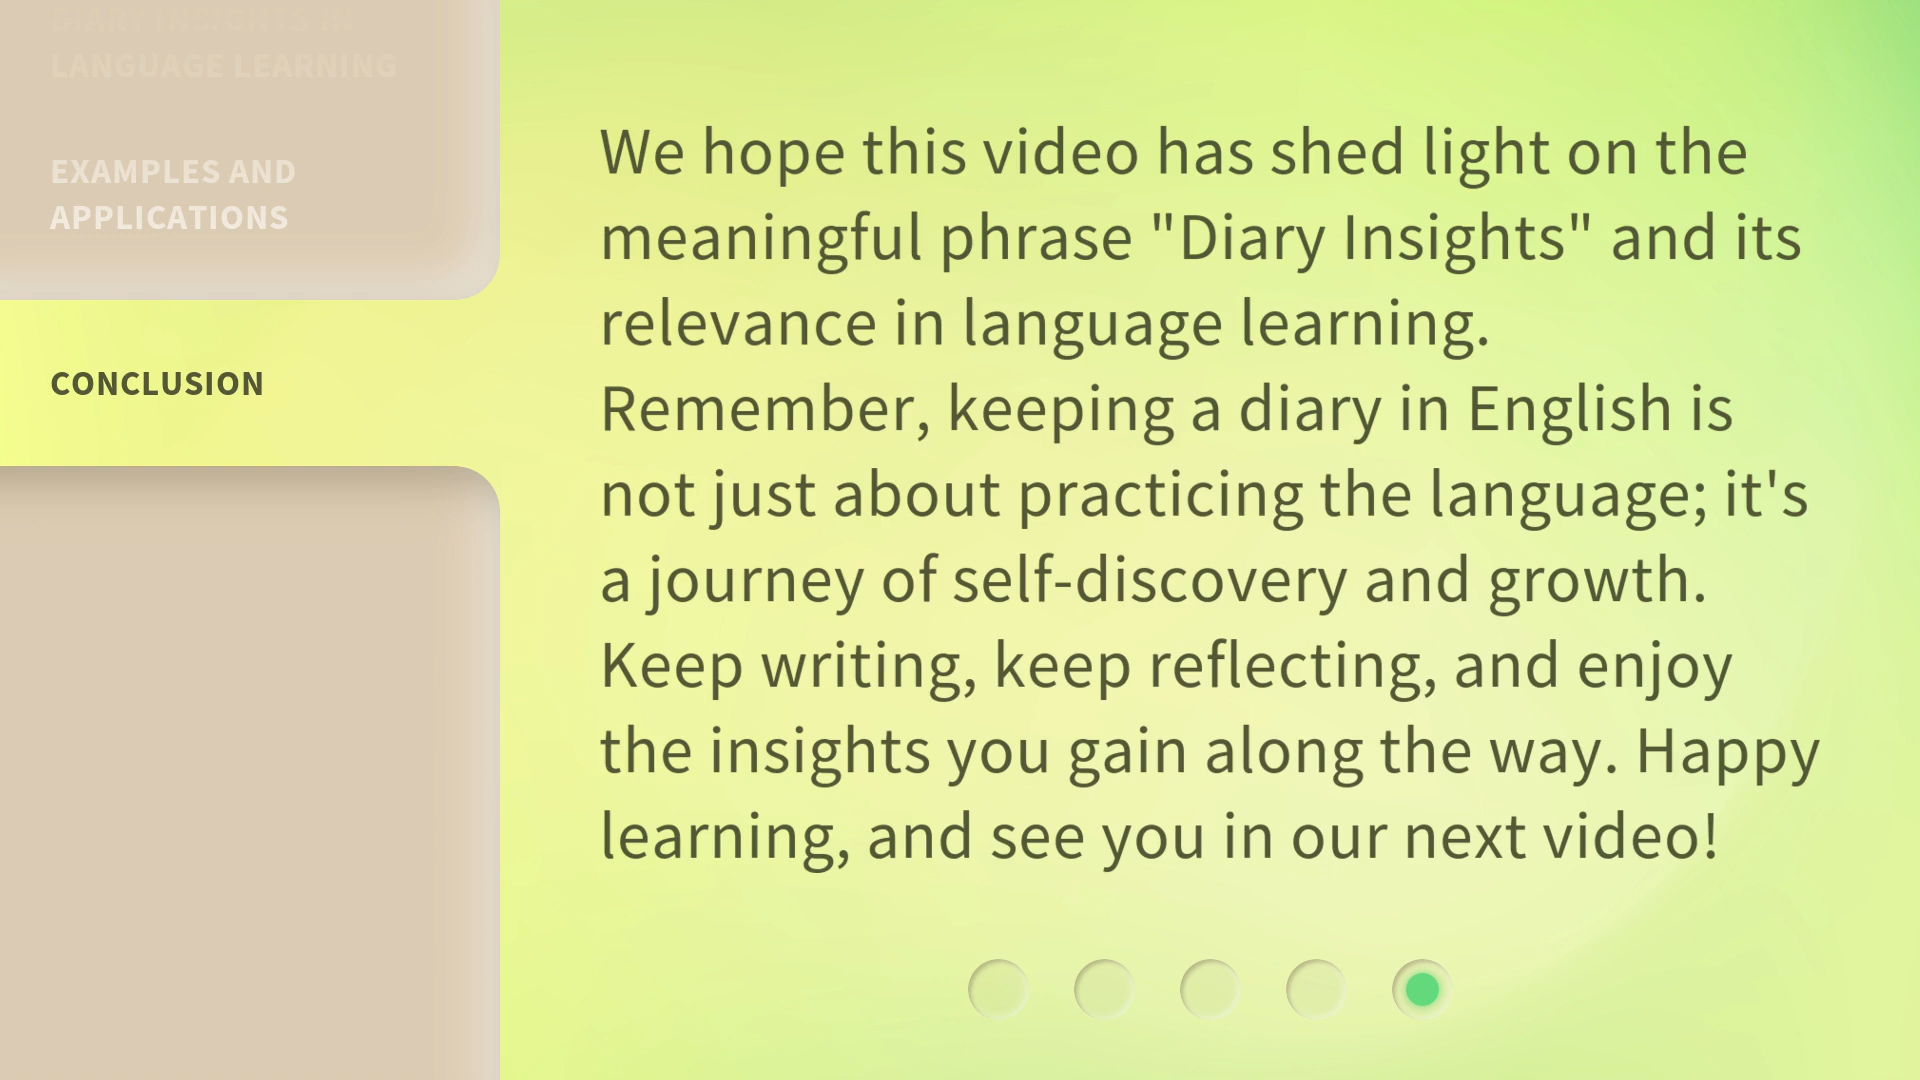 DIARY INSIGHTS IN
LANGUAGE LEARNING
EXAMPLES AND
APPLICATIONS
CONCLUSION
We hope this video has shed light on the
meaningful phrase "Diary Insights" and its
relevance in language learning.
Remember, keeping a diary in English is
not just about practicing the language; it's
a journey of self-discovery and growth.
Keep writing, keep reflecting, and enjoy
the insights you gain along the way. Happy
learning, and see you in our next video!